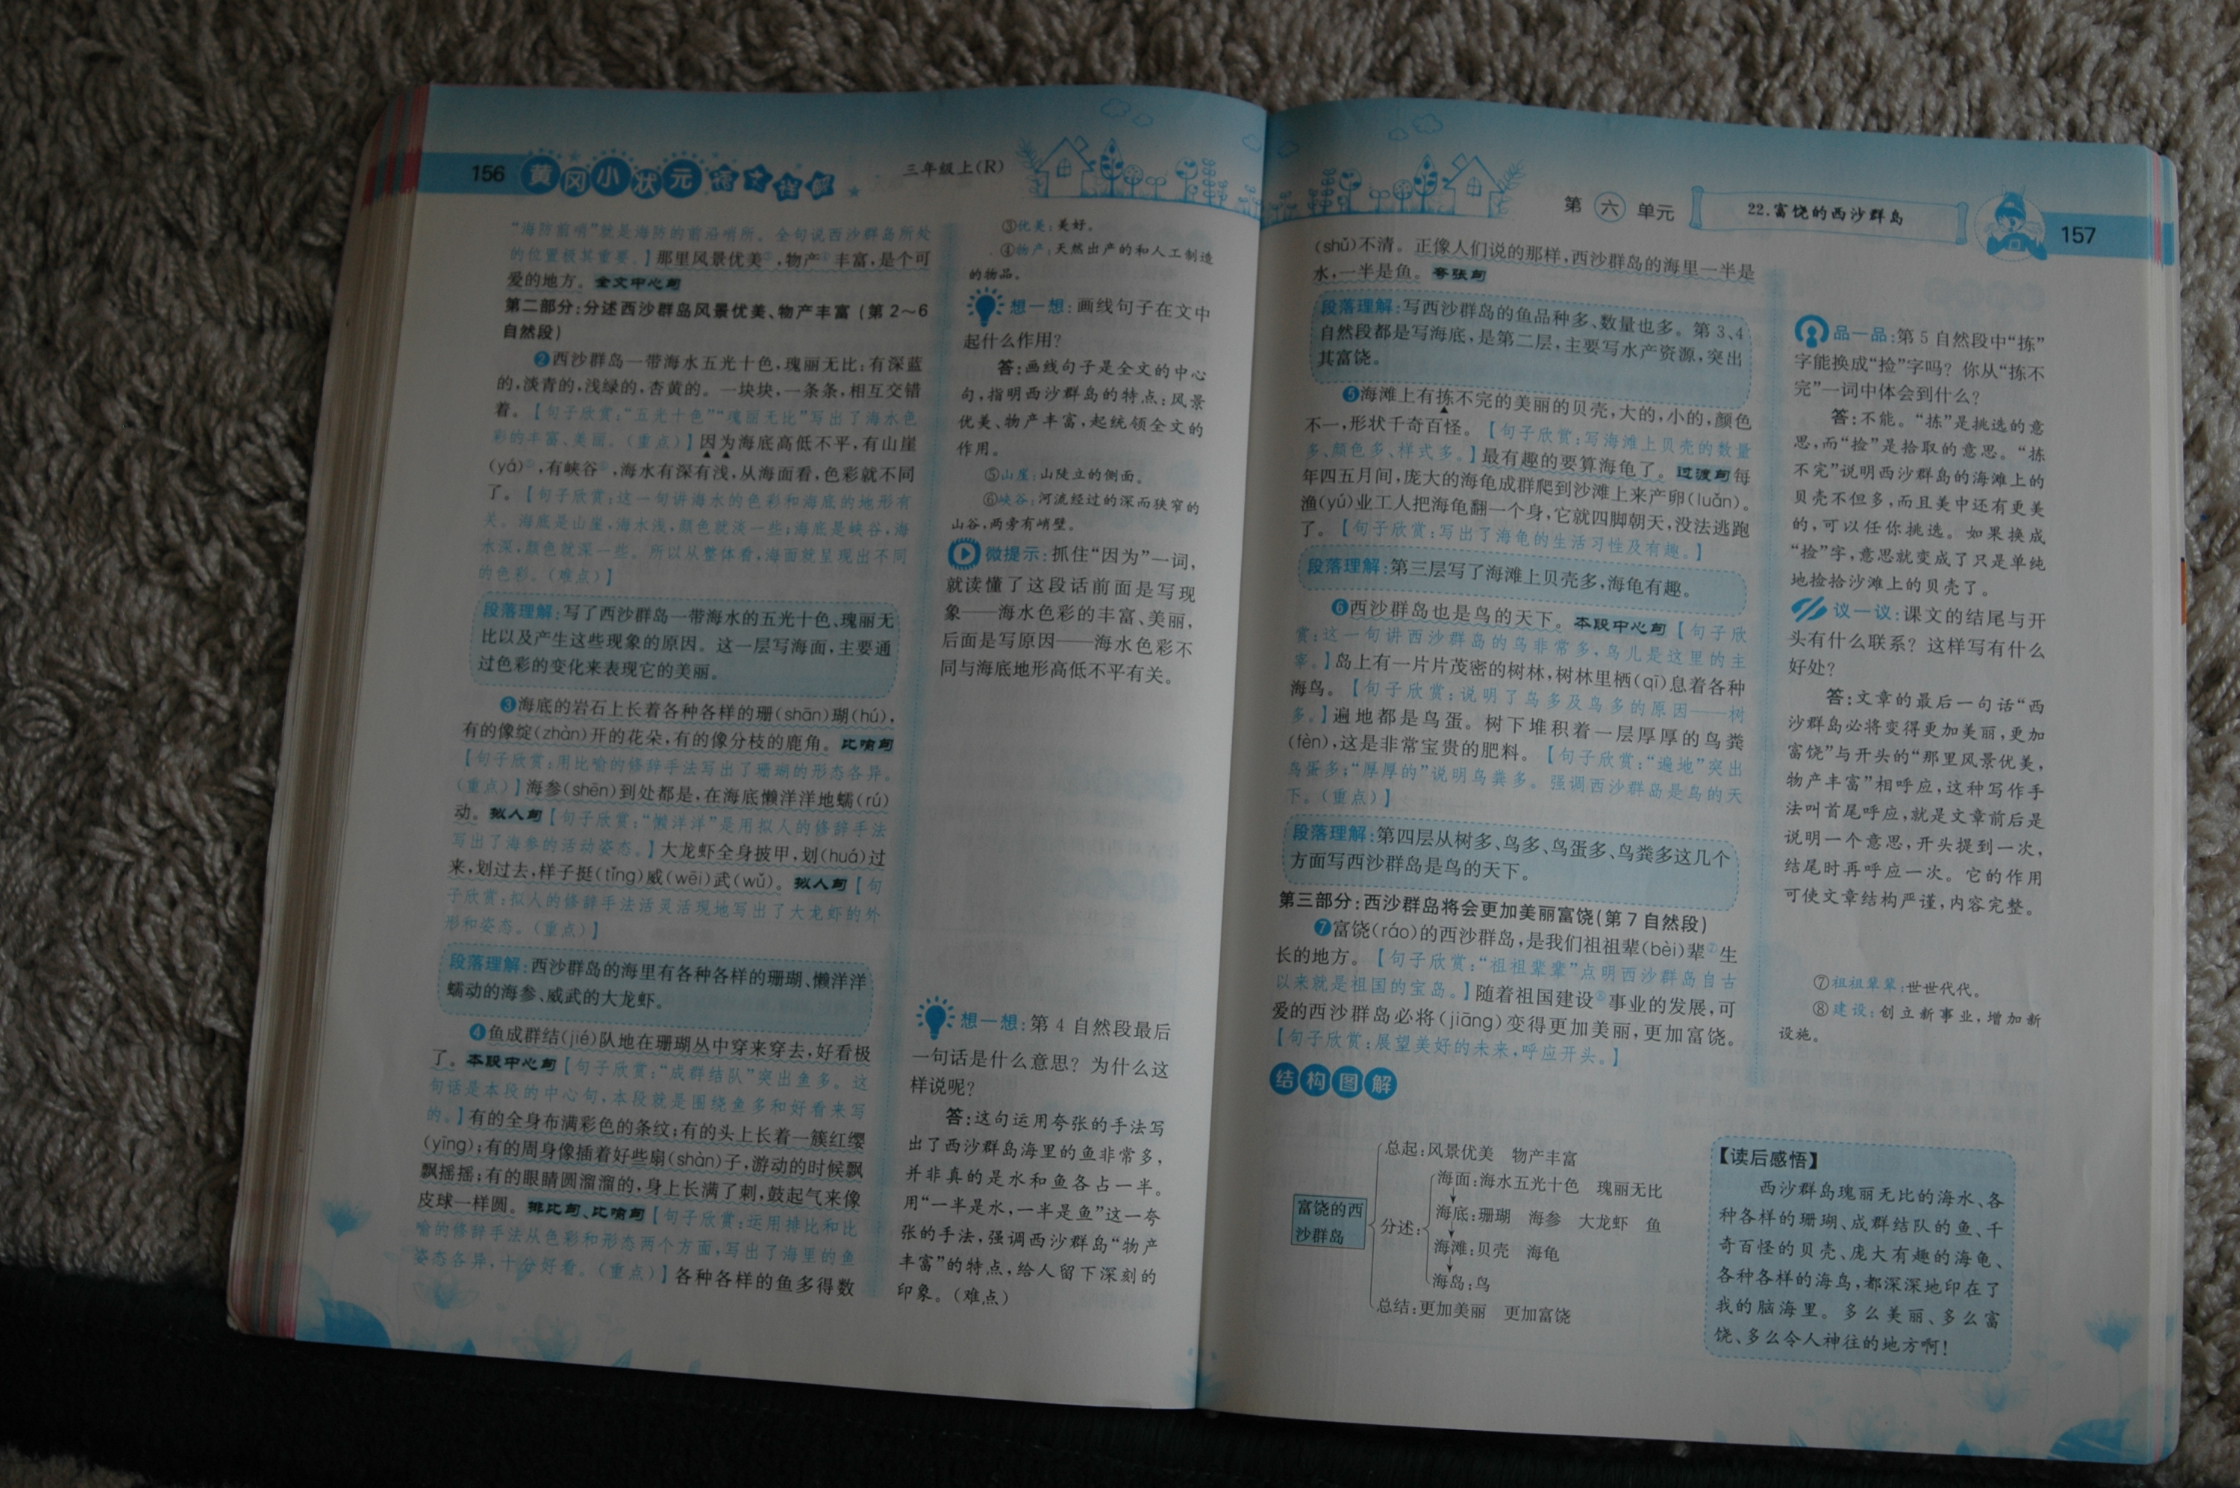 156 黄冈小状元 三年级上(R)
“海防前哨”就是海防的前沿哨所。全句说西沙群岛所处
的位置极其重要。】那里风景优美③,物产④丰富,是个可
爱的地方。全文中心句
第二部分:分述西沙群岛风景优美、物产丰富(第2～6
自然段)
❷西沙群岛一带海水五光十色,瑰丽无比:有深蓝
的,淡青的,浅绿的,杏黄的。一块块,一条条,相互交错
着。【句子欣赏:“五光十色”“瑰丽无比”写出了海水色
彩的丰富、美丽。(重点)】因为海底高低不平,有山崖
(yá)⑤,有峡谷⑥,海水有深有浅,从海面看,色彩就不同
了。【句子欣赏:这一句讲海水的色彩和海底的地形有
关。海底是山崖,海水浅,颜色就淡一些;海底是峡谷,海
水深,颜色就深一些。所以从整体看,海面就呈现出不同
的色彩。(难点)】
段落理解:写了西沙群岛一带海水的五光十色、瑰丽无
比以及产生这些现象的原因。这一层写海面,主要通
过色彩的变化来表现它的美丽。
❸海底的岩石上长着各种各样的珊(shān)瑚(hú),
有的像绽(zhàn)开的花朵,有的像分枝的鹿角。比喻句
【句子欣赏:用比喻的修辞手法写出了珊瑚的形态各异。
(重点)】海参(shēn)到处都是,在海底懒洋洋地蠕(rú)
动。拟人句【句子欣赏:“懒洋洋”是用拟人的修辞手法
写出了海参的活动姿态。】大龙虾全身披甲,划(huá)过
来,划过去,样子挺(tǐng)威(wēi)武(wǔ)。拟人句【句
子欣赏:拟人的修辞手法活灵活现地写出了大龙虾的外
形和姿态。(重点)】
段落理解:西沙群岛的海里有各种各样的珊瑚、懒洋洋
蠕动的海参、威武的大龙虾。
❹鱼成群结(jié)队地在珊瑚丛中穿来穿去,好看极
了。本段中心句【句子欣赏:“成群结队”突出鱼多。这
句话是本段的中心句,本段就是围绕鱼多和好看来写
的。】有的全身布满彩色的条纹;有的头上长着一簇红缨
(yīng);有的周身像插着好些扇(shàn)子,游动的时候飘
飘摇摇;有的眼睛圆溜溜的,身上长满了刺,鼓起气来像
皮球一样圆。排比句、比喻句【句子欣赏:运用排比和比
喻的修辞手法从色彩和形态两个方面,写出了海里的鱼
姿态各异,十分好看。(重点)】各种各样的鱼多得数
③优美:美好。
④物产:天然出产的和人工制造
的物品。
想一想:画线句子在文中
起什么作用?
答:画线句子是全文的中心
句,指明西沙群岛的特点:风景
优美、物产丰富,起统领全文的
作用。
⑤山崖:山陡立的侧面。
⑥峡谷:河流经过的深而狭窄的
山谷,两旁有峭壁。
微提示:抓住“因为”一词,
就读懂了这段话前面是写现
象——海水色彩的丰富、美丽,
后面是写原因——海水色彩不
同与海底地形高低不平有关。
想一想:第4自然段最后
一句话是什么意思?为什么这
样说呢?
答:这句运用夸张的手法写
出了西沙群岛海里的鱼非常多,
并非真的是水和鱼各占一半。
用“一半是水,一半是鱼”这一夸
张的手法,强调西沙群岛“物产
丰富”的特点,给人留下深刻的
印象。(难点)
第六单元 22.富饶的西沙群岛 157
(shǔ)不清。正像人们说的那样,西沙群岛的海里一半是
水,一半是鱼。夸张句
段落理解:写西沙群岛的鱼品种多、数量也多。第3、4
自然段都是写海底,是第二层,主要写水产资源,突出
其富饶。
❺海滩上有拣不完的美丽的贝壳,大的,小的,颜色
不一,形状千奇百怪。【句子欣赏:写海滩上贝壳的数量
多、颜色多、样式多。】最有趣的要算海龟了。过渡句 每
年四五月间,庞大的海龟成群爬到沙滩上来产卵(luǎn)。
渔(yú)业工人把海龟翻一个身,它就四脚朝天,没法逃跑
了。【句子欣赏:写出了海龟的生活习性及有趣。】
段落理解:第三层写了海滩上贝壳多,海龟有趣。
❻西沙群岛也是鸟的天下。本段中心句【句子欣
赏:这一句讲西沙群岛的鸟非常多,鸟儿是这里的主
宰。】岛上有一片片茂密的树林,树林里栖(qī)息着各种
海鸟。【句子欣赏:说明了鸟多及鸟多的原因——树
多。】遍地都是鸟蛋。树下堆积着一层厚厚的鸟粪
(fèn),这是非常宝贵的肥料。【句子欣赏:“遍地”突出
鸟蛋多;“厚厚的”说明鸟粪多。强调西沙群岛是鸟的天
下。(重点)】
段落理解:第四层从树多、鸟多、鸟蛋多、鸟粪多这几个
方面写西沙群岛是鸟的天下。
第三部分:西沙群岛将会更加美丽富饶(第7自然段)
❼富饶(ráo)的西沙群岛,是我们祖祖辈(bèi)辈⑦生
长的地方。【句子欣赏:“祖祖辈辈”点明西沙群岛自古
以来就是祖国的宝岛。】随着祖国建设⑧事业的发展,可
爱的西沙群岛必将(jiāng)变得更加美丽,更加富饶。
【句子欣赏:展望美好的未来,呼应开头。】
结构图解
富饶的西
沙群岛
总起:风景优美 物产丰富
分述:
海面:海水五光十色 瑰丽无比
海底:珊瑚 海参 大龙虾 鱼
海滩:贝壳 海龟
海岛:鸟
总结:更加美丽 更加富饶
品一品:第5自然段中“拣”
字能换成“捡”字吗?你从“拣不
完”一词中体会到什么?
答:不能。“拣”是挑选的意
思,而“捡”是拾取的意思。“拣
不完”说明西沙群岛的海滩上的
贝壳不但多,而且美中还有更美
的,可以任你挑选。如果换成
“捡”字,意思就变成了只是单纯
地捡拾沙滩上的贝壳了。
议一议:课文的结尾与开
头有什么联系?这样写有什么
好处?
答:文章的最后一句话“西
沙群岛必将变得更加美丽,更加
富饶”与开头的“那里风景优美,
物产丰富”相呼应,这种写作手
法叫首尾呼应,就是文章前后是
说明一个意思,开头提到一次,
结尾时再呼应一次。它的作用
可使文章结构严谨,内容完整。
⑦祖祖辈辈:世世代代。
⑧建设:创立新事业,增加新
设施。
【读后感悟】
西沙群岛瑰丽无比的海水、各
种各样的珊瑚、成群结队的鱼、千
奇百怪的贝壳、庞大有趣的海龟、
各种各样的海鸟,都深深地印在了
我的脑海里。多么美丽、多么富
饶、多么令人神往的地方啊!